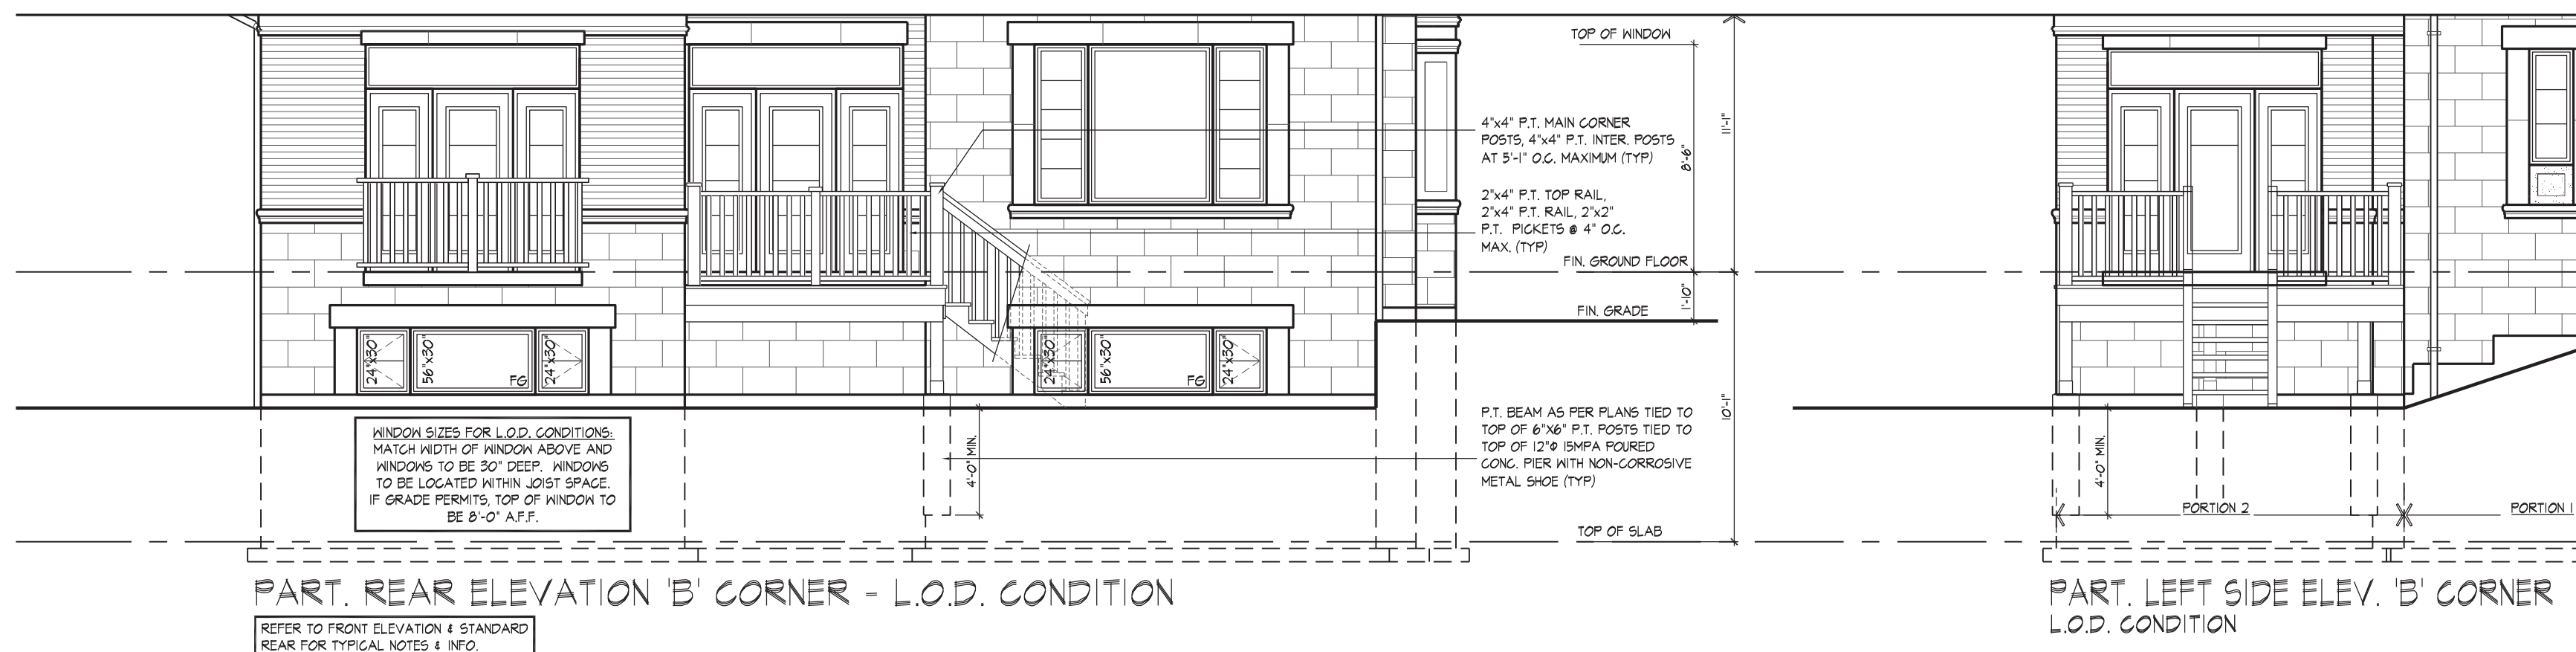 TOP OF WINDOW
11'-1"
4"x4" P.T. MAIN CORNER
POSTS, 4"x4" P.T. INTER. POSTS
AT 5'-1" O.C. MAXIMUM (TYP)
8'-6"
2"x4" P.T. TOP RAIL,
2"x4" P.T. RAIL, 2"x2"
P.T. PICKETS @ 4" O.C.
MAX. (TYP)
FIN. GROUND FLOOR
1'-10"
FIN. GRADE
24"x30"
56"x30"
FG
24"x30"
24"x30"
56"x30"
FG
24"x30"
10'-1"
WINDOW SIZES FOR L.O.D. CONDITIONS:
MATCH WIDTH OF WINDOW ABOVE AND
WINDOWS TO BE 30" DEEP. WINDOWS
TO BE LOCATED WITHIN JOIST SPACE.
IF GRADE PERMITS, TOP OF WINDOW TO
BE 8'-0" A.F.F.
4'-0" MIN.
P.T. BEAM AS PER PLANS TIED TO
TOP OF 6"X6" P.T. POSTS TIED TO
TOP OF 12"Φ 15MPA POURED
CONC. PIER WITH NON-CORROSIVE
METAL SHOE (TYP)
TOP OF SLAB
4'-0" MIN.
PORTION 2
PORTION 1
PART. REAR ELEVATION 'B' CORNER - L.O.D. CONDITION
REFER TO FRONT ELEVATION & STANDARD
REAR FOR TYPICAL NOTES & INFO.
PART. LEFT SIDE ELEV. 'B' CORNER
L.O.D. CONDITION